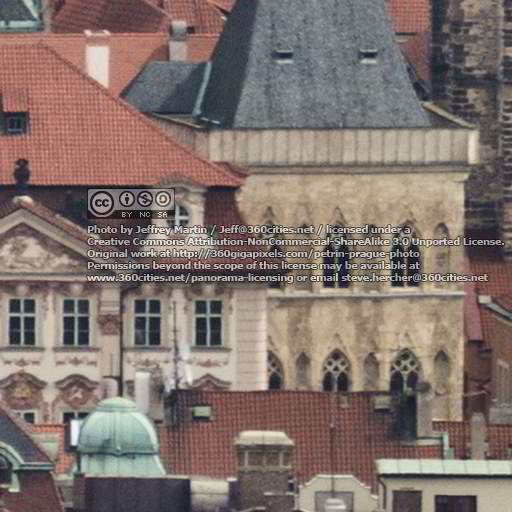 cc BY NC SA
Photo by Jeffrey Martin / Jeff@360cities.net / licensed under a
Creative Commons Attribution-NonCommercial-ShareAlike 3.0 Unported License.
Original work at http://360gigapixels.com/petrin-prague-photo
Permissions beyond the scope of this license may be available at
www.360cities.net/panorama-licensing or email steve.hercher@360cities.net